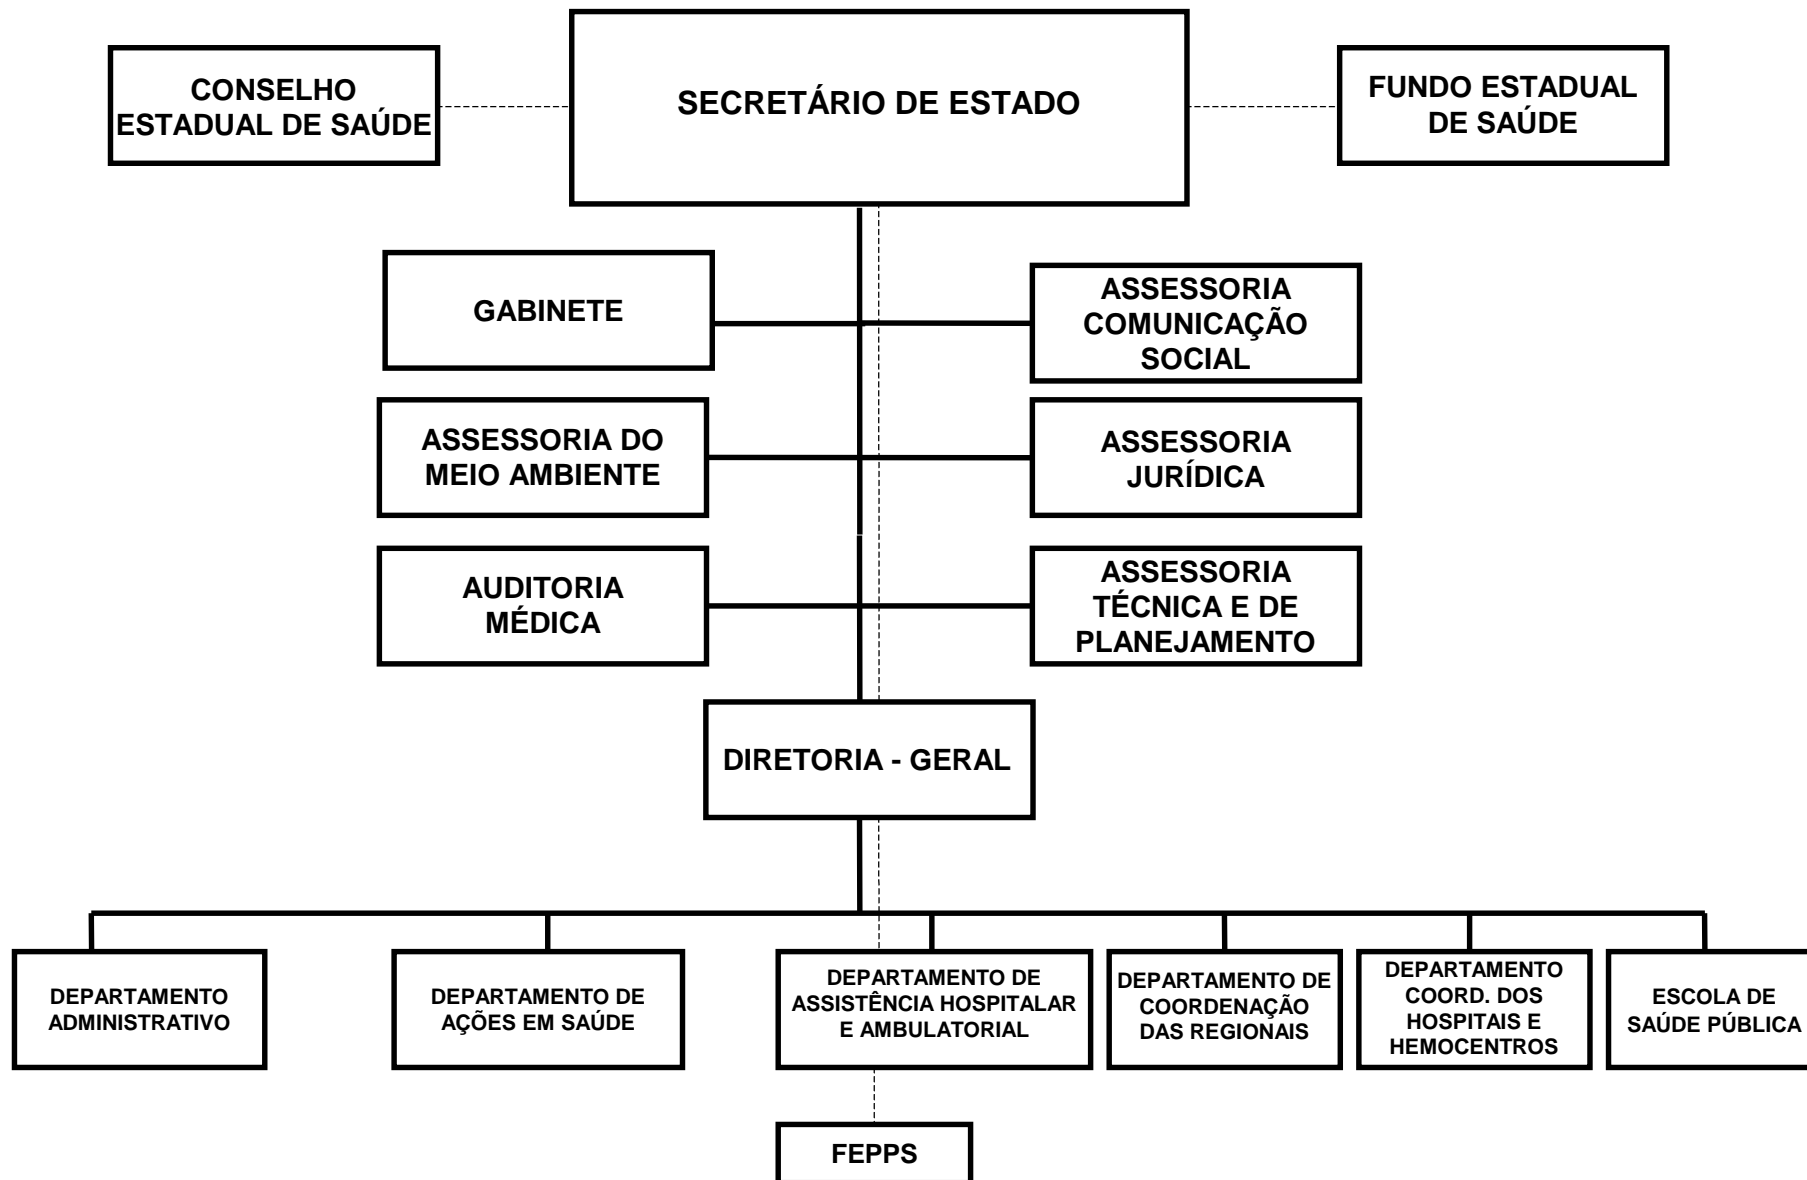 CONSELHO
ESTADUAL DE SAÚDE
SECRETÁRIO DE ESTADO
FUNDO ESTADUAL
DE SAÚDE
GABINETE
ASSESSORIA
COMUNICAÇÃO
SOCIAL
ASSESSORIA DO
MEIO AMBIENTE
ASSESSORIA
JURÍDICA
AUDITORIA
MÉDICA
ASSESSORIA
TÉCNICA E DE
PLANEJAMENTO
DIRETORIA - GERAL
DEPARTAMENTO
ADMINISTRATIVO
DEPARTAMENTO DE
AÇÕES EM SAÚDE
DEPARTAMENTO DE
ASSISTÊNCIA HOSPITALAR
E AMBULATORIAL
DEPARTAMENTO DE
COORDENAÇÃO
DAS REGIONAIS
DEPARTAMENTO
COORD. DOS
HOSPITAIS E
HEMOCENTROS
ESCOLA DE
SAÚDE PÚBLICA
FEPPS